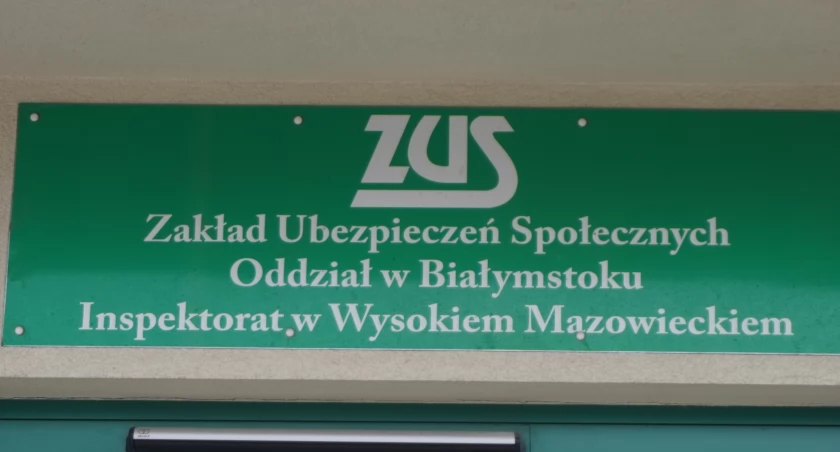 ZUS
Zakład Ubezpieczeń Społecznych
Oddział w Białymstoku
Inspektorat w Wysokiem Mazowieckiem